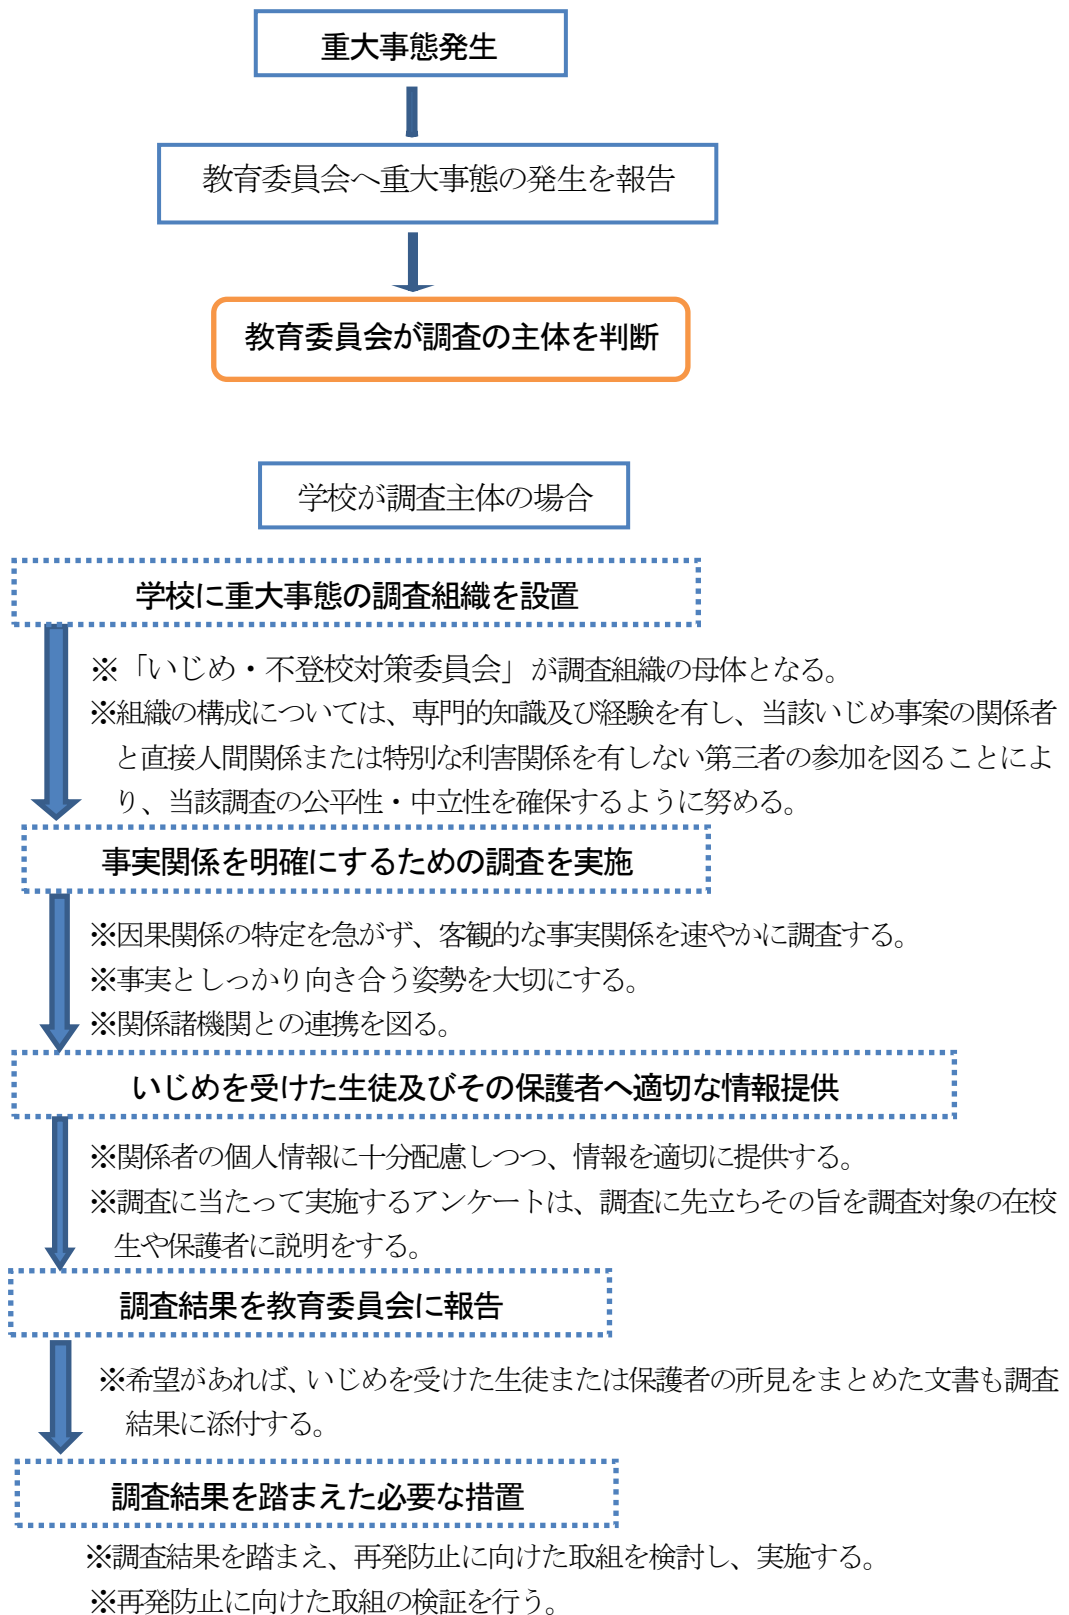 重大事態発生
教育委員会へ重大事態の発生を報告
教育委員会が調査の主体を判断
学校が調査主体の場合
学校に重大事態の調査組織を設置
※「いじめ・不登校対策委員会」が調査組織の母体となる。
※組織の構成については、専門的知識及び経験を有し、当該いじめ事案の関係者
と直接人間関係または特別な利害関係を有しない第三者の参加を図ることによ
り、当該調査の公平性・中立性を確保するように努める。
事実関係を明確にするための調査を実施
※因果関係の特定を急がず、客観的な事実関係を速やかに調査する。
※事実としっかり向き合う姿勢を大切にする。
※関係諸機関との連携を図る。
いじめを受けた生徒及びその保護者へ適切な情報提供
※関係者の個人情報に十分配慮しつつ、情報を適切に提供する。
※調査に当たって実施するアンケートは、調査に先立ちその旨を調査対象の在校
生や保護者に説明をする。
調査結果を教育委員会に報告
※希望があれば、いじめを受けた生徒または保護者の所見をまとめた文書も調査
結果に添付する。
調査結果を踏まえた必要な措置
※調査結果を踏まえ、再発防止に向けた取組を検討し、実施する。
※再発防止に向けた取組の検証を行う。